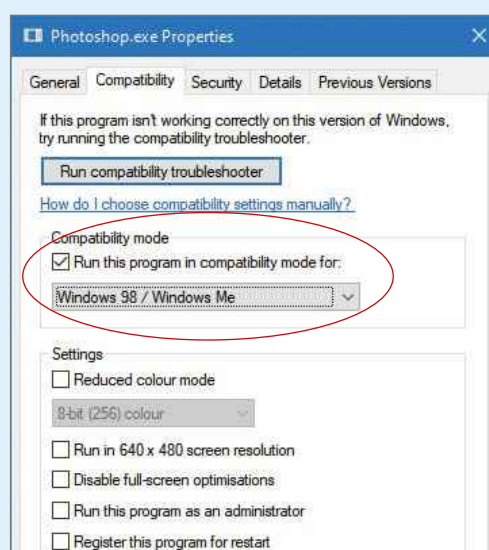 Photoshop.exe Properties
General Compatibility Security Details Previous Versions
If this program isn't working correctly on this version of Windows,
try running the compatibility troubleshooter.
Run compatibility troubleshooter
How do I choose compatibility settings manually?
Compatibility mode
Run this program in compatibility mode for:
Windows 98 / Windows Me
Settings
Reduced colour mode
8-bit (256) colour
Run in 640 x 480 screen resolution
Disable full-screen optimisations
Run this program as an administrator
Register this program for restart